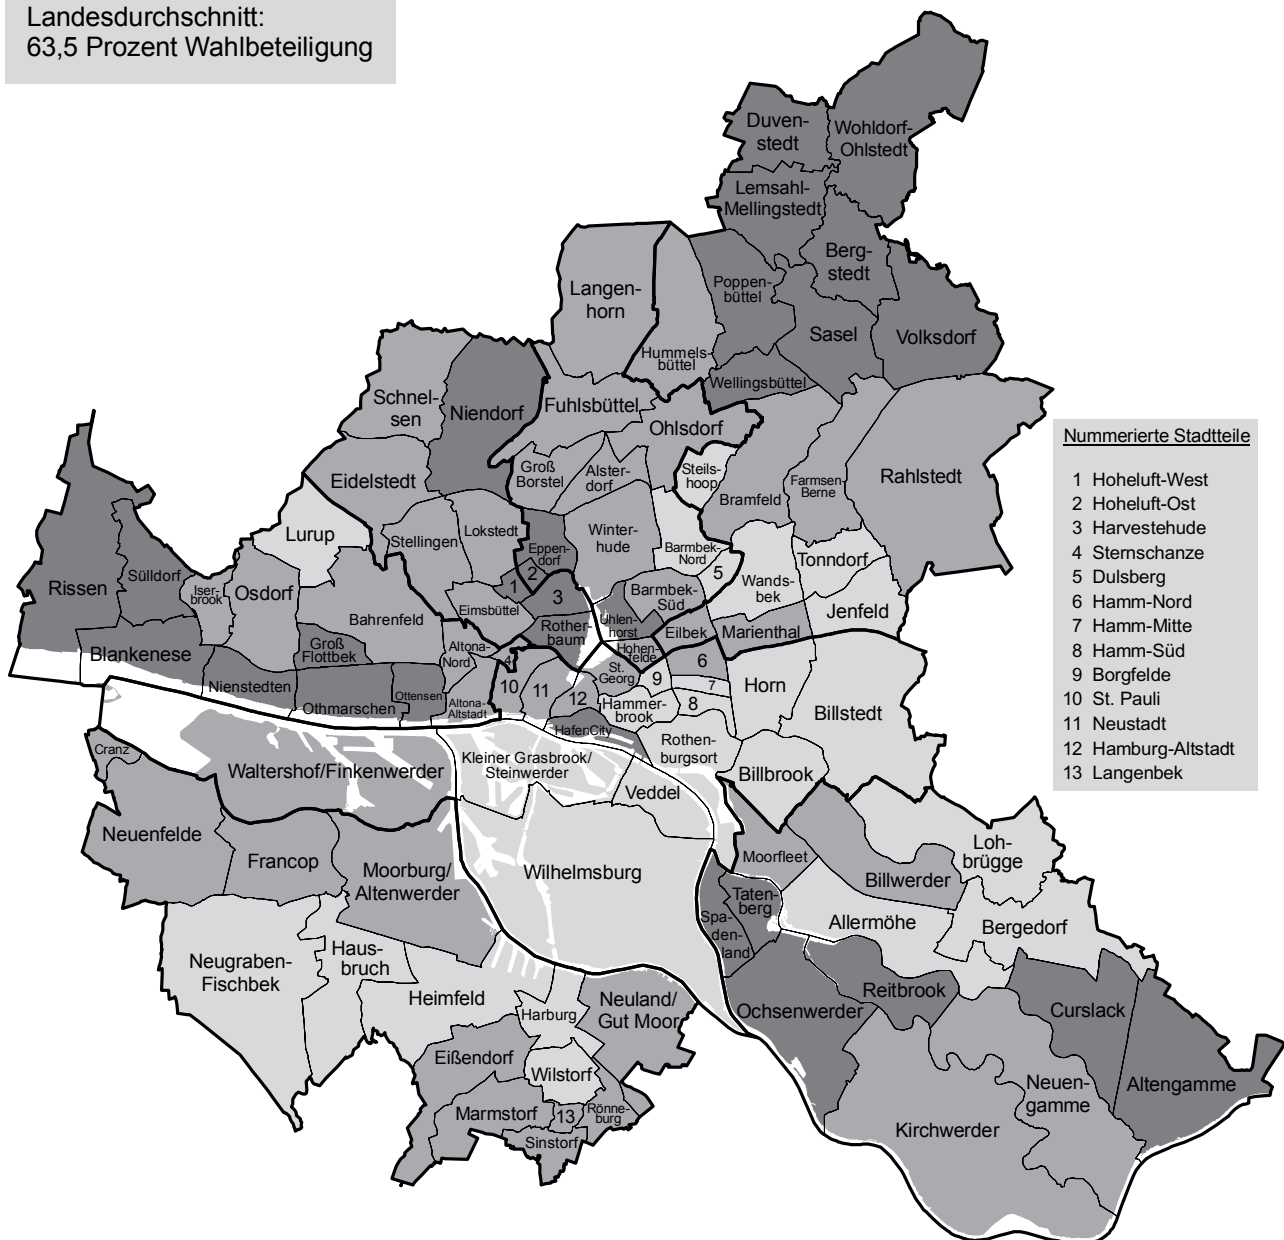 Landesdurchschnitt:
63,5 Prozent Wahlbeteiligung
Duven-
stedt
Wohldorf-
Ohlstedt
Lemsahl-
Mellingstedt
Berg-
stedt
Poppen-
büttel
Langen-
horn
Sasel
Volksdorf
Hummels-
büttel
Wellingsbüttel
Schnel-
sen
Niendorf
Fuhlsbüttel
Ohlsdorf
Eidelstedt
Groß
Borstel
Alster-
dorf
Steils-
hoop
Bramfeld
Farmsen-
Berne
Rahlstedt
Lurup
Stellingen
Lokstedt
Eppen-
dorf
Winter-
hude
Barmbek-
Nord
5
Wands-
bek
Tonndorf
Rissen
Sülldorf
Iser-
brook
Osdorf
Bahrenfeld
Eimsbüttel
1
2
3
Barmbek-
Süd
Jenfeld
Rother-
baum
Uhlen-
horst
Eilbek
Marienthal
Blankenese
Groß
Flottbek
Altona-
Nord
4
Hohen-
felde
6
St.
Georg
9
7
8
Horn
Billstedt
Nienstedten
Othmarschen
Ottensen
Altona-
Altstadt
10
11
12
Hammer-
brook
HafenCity
Rothen-
burgsort
Billbrook
Cranz
Waltershof/Finkenwerder
Kleiner Grasbrook/
Steinwerder
Veddel
Neuenfelde
Francop
Moorburg/
Altenwerder
Wilhelmsburg
Moorfleet
Billwerder
Loh-
brügge
Taten-
berg
Spa-
den-
land
Allermöhe
Bergedorf
Neugraben-
Fischbek
Haus-
bruch
Heimfeld
Harburg
Neuland/
Gut Moor
Ochsenwerder
Reitbrook
Curslack
Eißendorf
Wilstorf
Altengamme
Neuen-
gamme
Marmstorf
13
Rönne-
burg
Sinstorf
Kirchwerder
Nummerierte Stadtteile
1 Hoheluft-West
2 Hoheluft-Ost
3 Harvestehude
4 Sternschanze
5 Dulsberg
6 Hamm-Nord
7 Hamm-Mitte
8 Hamm-Süd
9 Borgfelde
10 St. Pauli
11 Neustadt
12 Hamburg-Altstadt
13 Langenbek